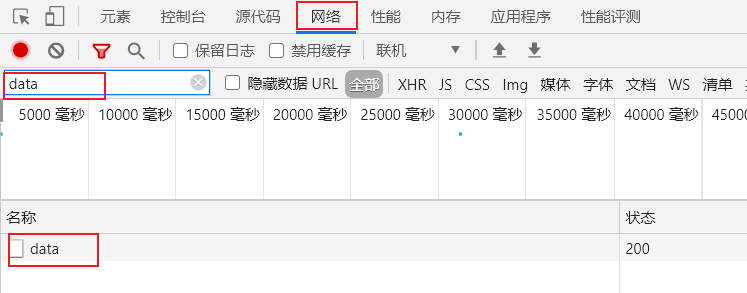 元素 控制台 源代码 网络 性能 内存 应用程序 性能评测
保留日志 禁用缓存 联机
data 隐藏数据 URL 全部 XHR JS CSS Img 媒体 字体 文档 WS 清单
5000 毫秒 10000 毫秒 15000 毫秒 20000 毫秒 25000 毫秒 30000 毫秒 35000 毫秒 40000 毫秒 45000
名称 状态
data 200